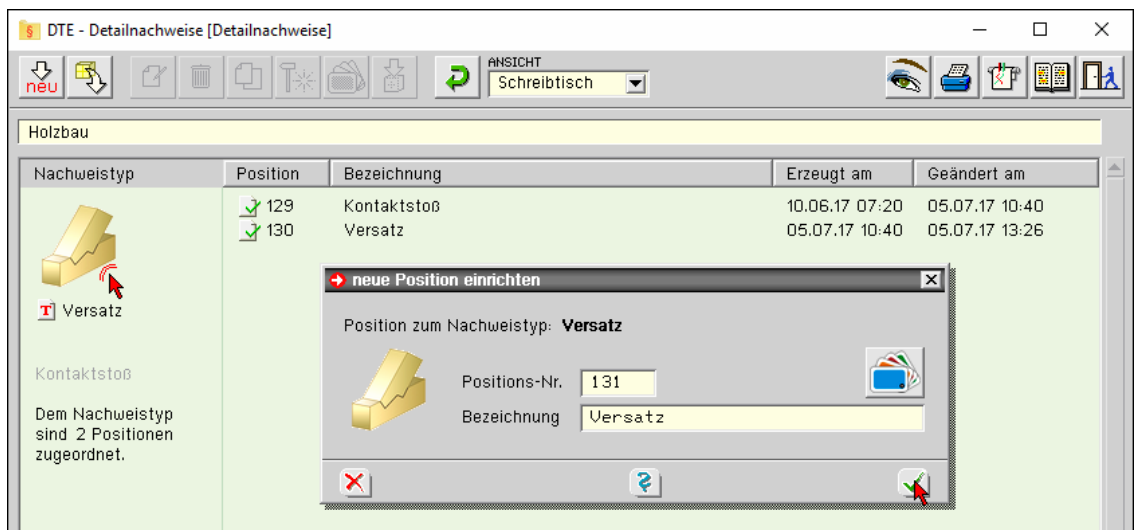 § DTE - Detailnachweise [Detailnachweise]
neu
ANSICHT
Schreibtisch
Holzbau
Nachweistyp Position Bezeichnung Erzeugt am Geändert am
129 Kontaktstoß 10.06.17 07:20 05.07.17 10:40
130 Versatz 05.07.17 10:40 05.07.17 13:26
T Versatz
Kontaktstoß
Dem Nachweistyp
sind 2 Positionen
zugeordnet.
neue Position einrichten
Position zum Nachweistyp: Versatz
Positions-Nr. 131
Bezeichnung Versatz